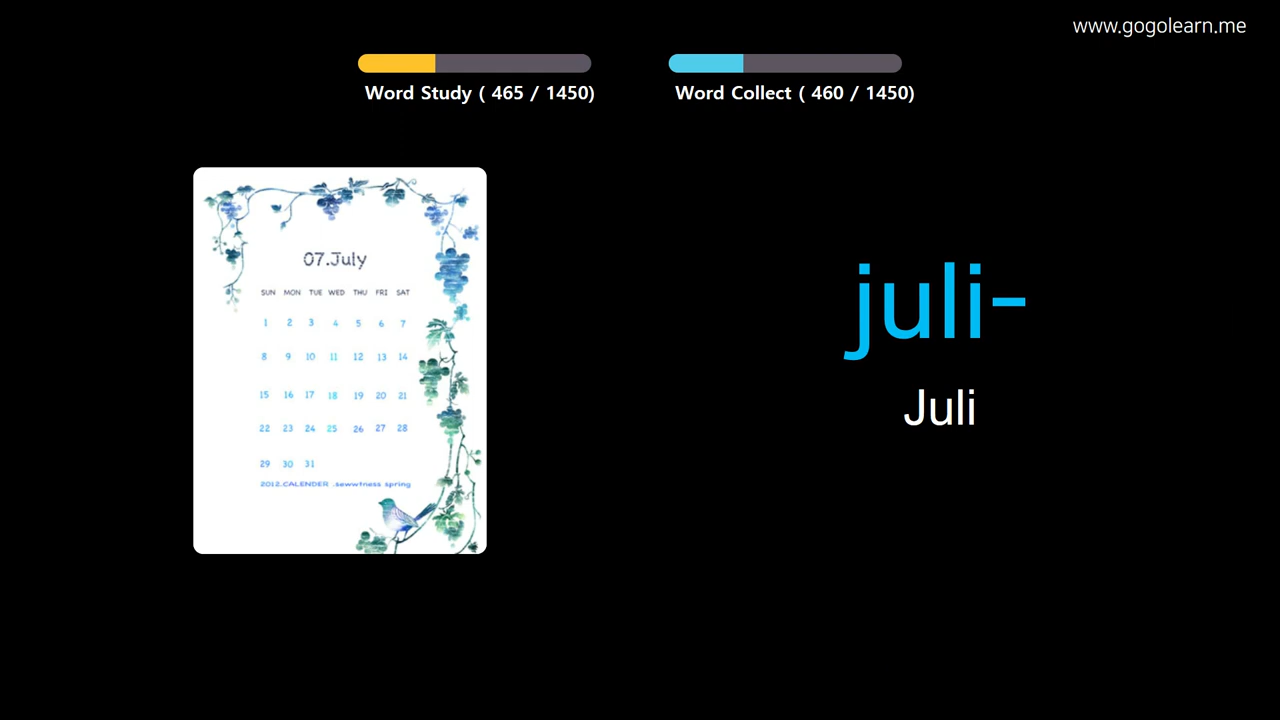 www.gogolearn.me
Word Study ( 465 / 1450)
Word Collect ( 460 / 1450)
07.July
SUN MON TUE WED THU FRI SAT
1 2 3 4 5 6 7
8 9 10 11 12 13 14
15 16 17 18 19 20 21
22 23 24 25 26 27 28
29 30 31
2012.CALENDER .sewwtness spring
juli-
Juli